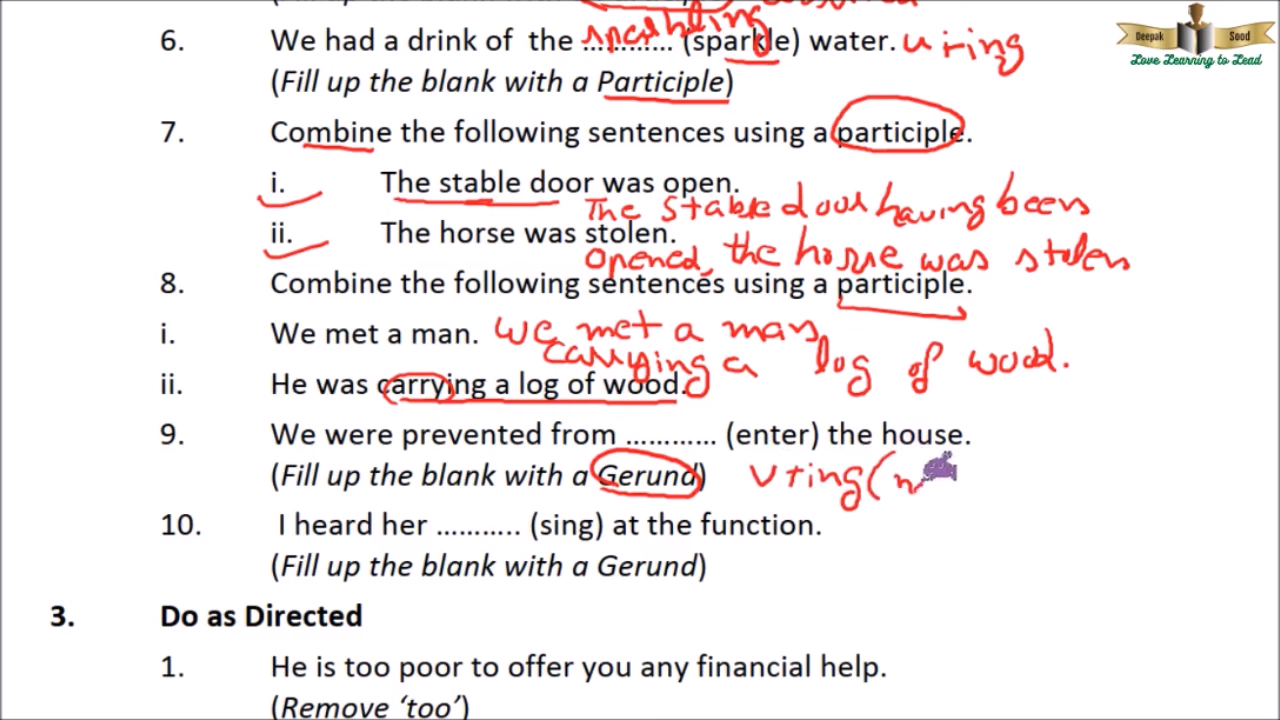 6. We had a drink of the ………… (sparkle) water. v+ing
sparkling
(Fill up the blank with a Participle)
7. Combine the following sentences using a participle.
i. The stable door was open.
The stable door having been
ii. The horse was stolen.
opened, the horse was stolen
8. Combine the following sentences using a participle.
i. We met a man. We met a man
carrying a log of wood.
ii. He was carrying a log of wood.
9. We were prevented from ………… (enter) the house.
(Fill up the blank with a Gerund) v+ing(n
10. I heard her ……….. (sing) at the function.
(Fill up the blank with a Gerund)
3. Do as Directed
1. He is too poor to offer you any financial help.
(Remove ‘too’)
Deepak Sood
Love Learning to Lead